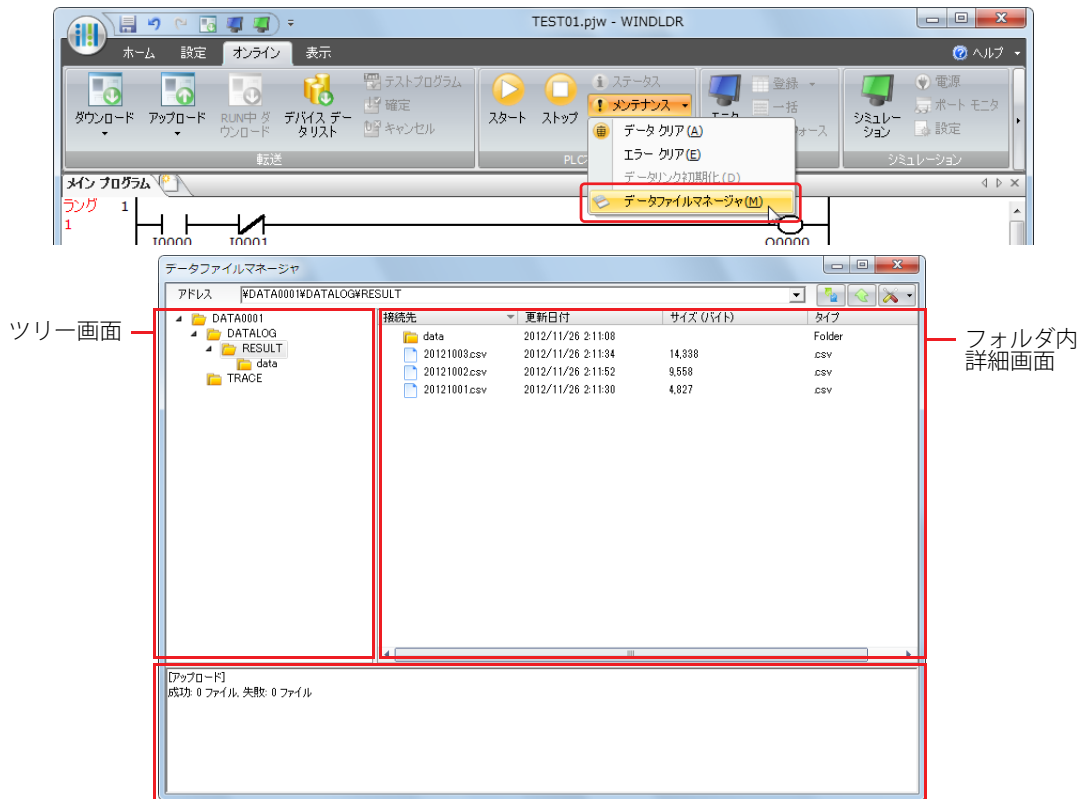 TEST01.pjw - WINDLDR
ホーム 設定 オンライン 表示 ヘルプ
ダウンロード アップロード RUN中 ダウンロード デバイス データリスト
テストプログラム
確定
キャンセル
転送
スタート ストップ
ステータス
メンテナンス
PLC
登録
一括
ォース
シミュレーション
電源
ポート モニタ
設定
シミュレーション
データ クリア(A)
エラー クリア(E)
データリンク初期化(D)
データファイルマネージャ(M)
メイン プログラム
ラング 1
1
I0000 I0001 Q0000
データファイルマネージャ
アドレス ¥DATA0001¥DATALOG¥RESULT
ツリー画面
DATA0001
DATALOG
RESULT
data
TRACE
接続先 更新日付 サイズ (バイト) タイプ
data 2012/11/26 2:11:08 Folder
20121003.csv 2012/11/26 2:11:34 14,338 .csv
20121002.csv 2012/11/26 2:11:52 9,558 .csv
20121001.csv 2012/11/26 2:11:30 4,827 .csv
フォルダ内
詳細画面
[アップロード]
成功: 0 ファイル, 失敗: 0 ファイル